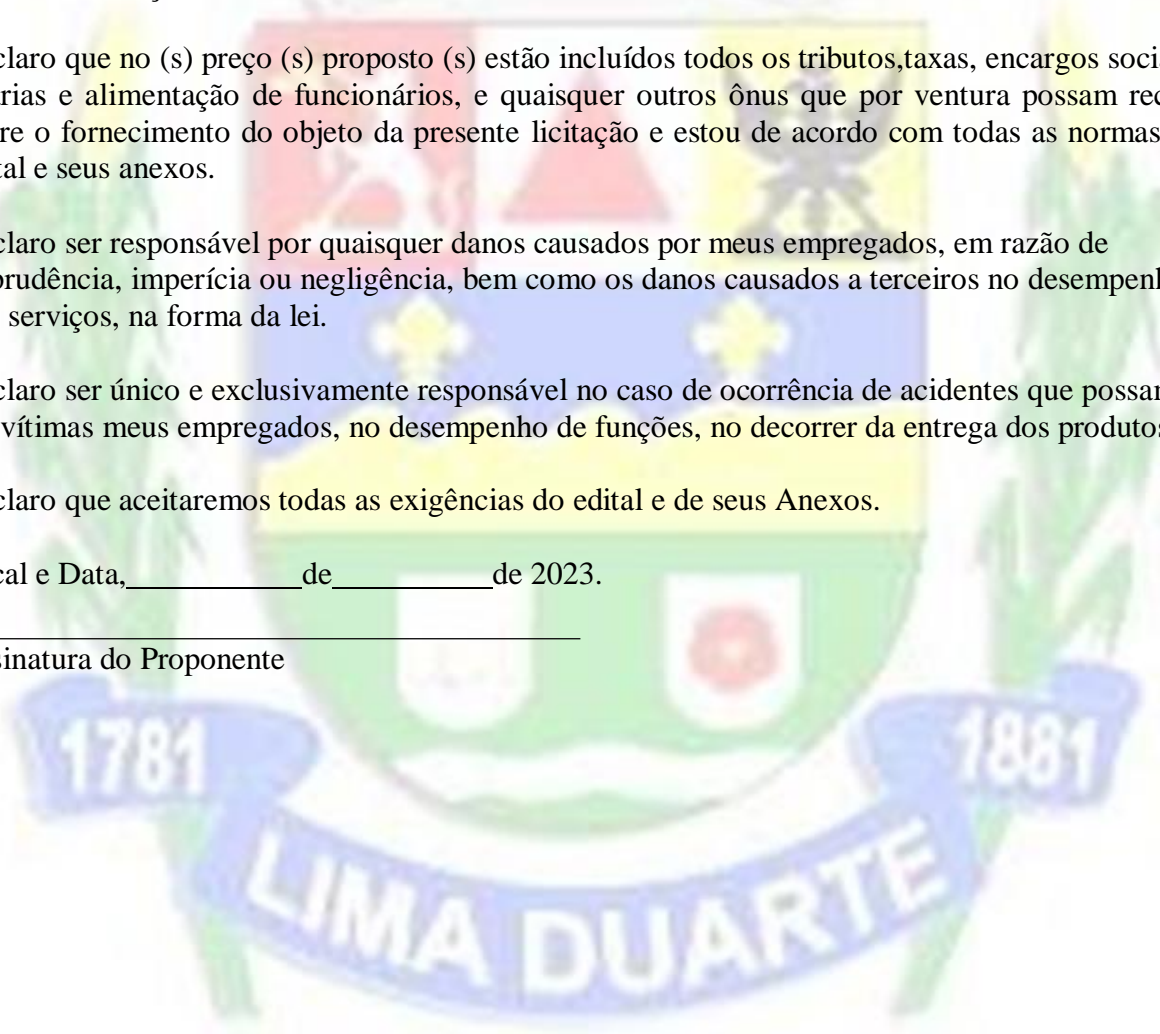 claro que no (s) preço (s) proposto (s) estão incluídos todos os tributos,taxas, encargos soci
rias e alimentação de funcionários, e quaisquer outros ônus que por ventura possam rec
re o fornecimento do objeto da presente licitação e estou de acordo com todas as normas
tal e seus anexos.
claro ser responsável por quaisquer danos causados por meus empregados, em razão de
prudência, imperícia ou negligência, bem como os danos causados a terceiros no desempenh
serviços, na forma da lei.
claro ser único e exclusivamente responsável no caso de ocorrência de acidentes que possa
vítimas meus empregados, no desempenho de funções, no decorrer da entrega dos produtos
claro que aceitaremos todas as exigências do edital e de seus Anexos.
cal e Data,___________de__________de 2023.
____________________________________
sinatura do Proponente
1781
1881
LIMA DUARTE